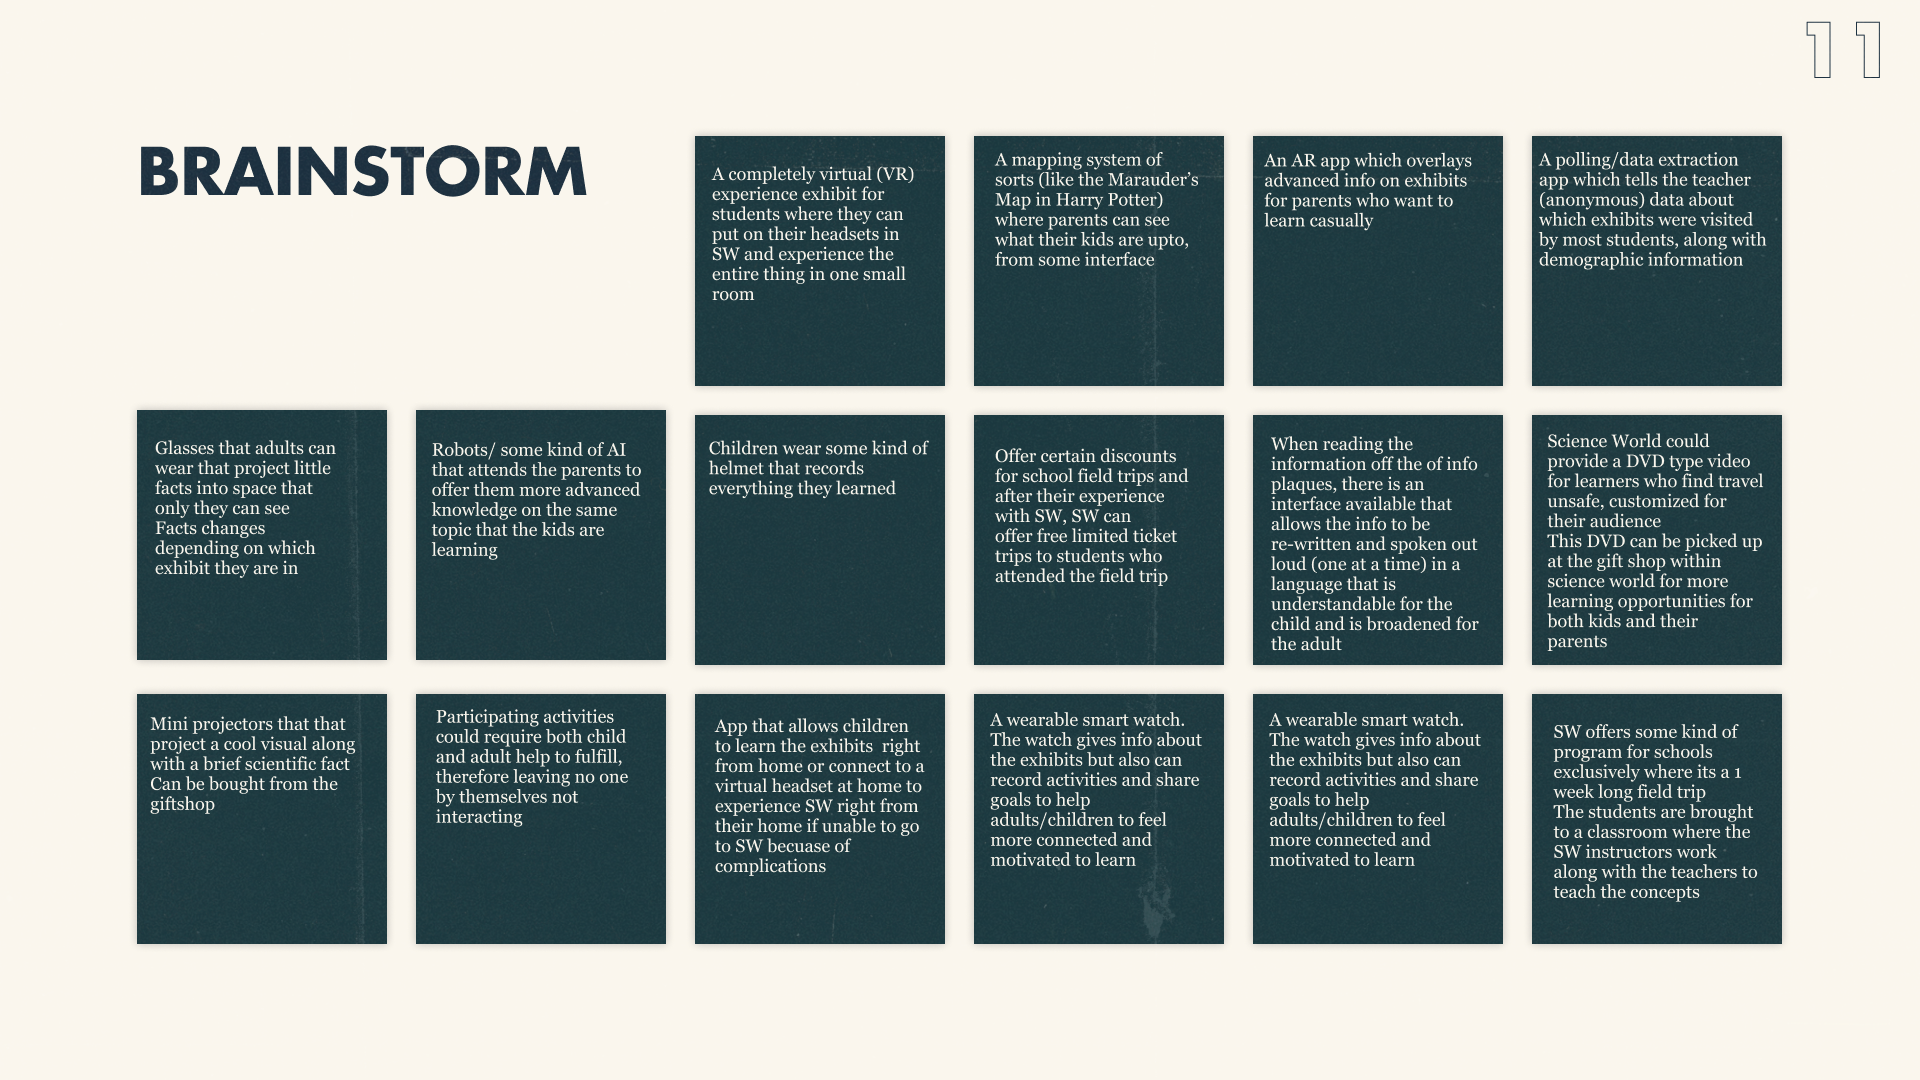 11
BRAINSTORM
A completely virtual (VR)
experience exhibit for
students where they can
put on their headsets in
SW and experience the
entire thing in one small
room
A mapping system of
sorts (like the Marauder’s
Map in Harry Potter)
where parents can see
what their kids are upto,
from some interface
An AR app which overlays
advanced info on exhibits
for parents who want to
learn casually
A polling/data extraction
app which tells the teacher
(anonymous) data about
which exhibits were visited
by most students, along with
demographic information
Glasses that adults can
wear that project little
facts into space that
only they can see
Facts changes
depending on which
exhibit they are in
Robots/ some kind of AI
that attends the parents to
offer them more advanced
knowledge on the same
topic that the kids are
learning
Children wear some kind of
helmet that records
everything they learned
Offer certain discounts
for school field trips and
after their experience
with SW, SW can
offer free limited ticket
trips to students who
attended the field trip
When reading the
information off the of info
plaques, there is an
interface available that
allows the info to be
re-written and spoken out
loud (one at a time) in a
language that is
understandable for the
child and is broadened for
the adult
Science World could
provide a DVD type video
for learners who find travel
unsafe, customized for
their audience
This DVD can be picked up
at the gift shop within
science world for more
learning opportunities for
both kids and their
parents
Mini projectors that that
project a cool visual along
with a brief scientific fact
Can be bought from the
giftshop
Participating activities
could require both child
and adult help to fulfill,
therefore leaving no one
by themselves not
interacting
App that allows children
to learn the exhibits  right
from home or connect to a
virtual headset at home to
experience SW right from
their home if unable to go
to SW becuase of
complications
A wearable smart watch.
The watch gives info about
the exhibits but also can
record activities and share
goals to help
adults/children to feel
more connected and
motivated to learn
A wearable smart watch.
The watch gives info about
the exhibits but also can
record activities and share
goals to help
adults/children to feel
more connected and
motivated to learn
SW offers some kind of
program for schools
exclusively where its a 1
week long field trip
The students are brought
to a classroom where the
SW instructors work
along with the teachers to
teach the concepts